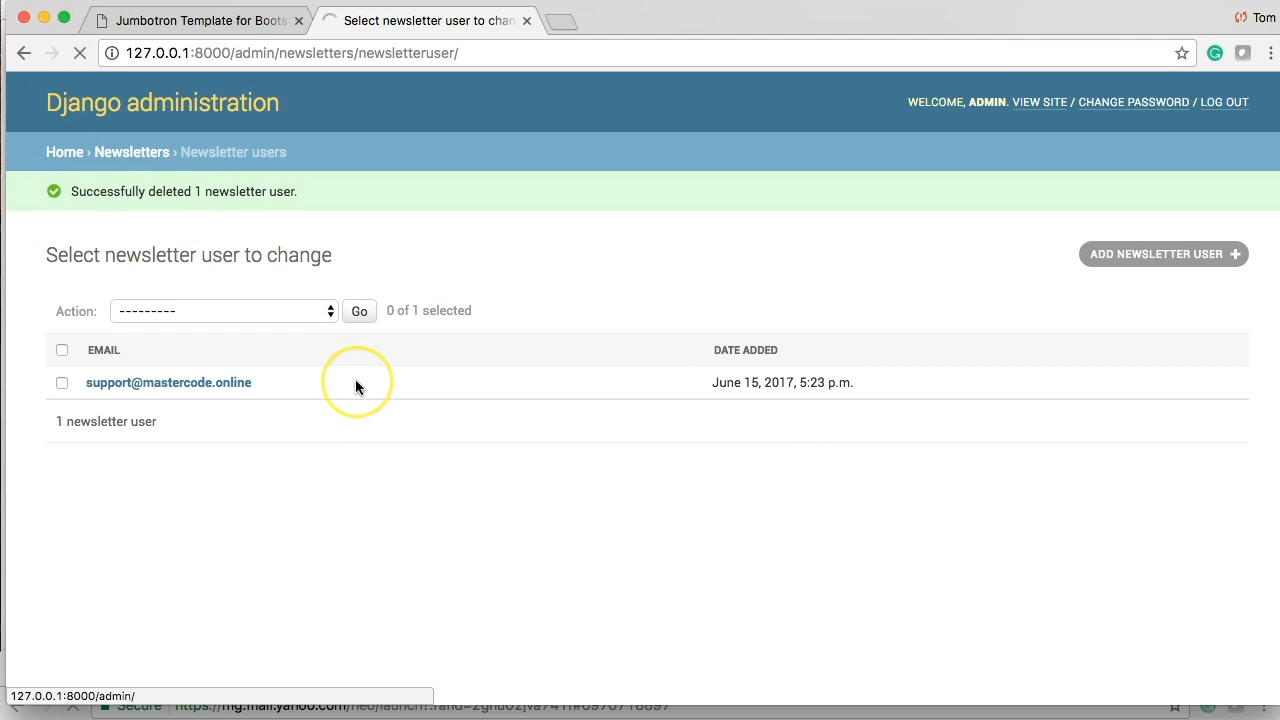 Jumbotron Template for Boots
Select newsletter user to chan
Tom
127.0.0.1:8000/admin/newsletters/newsletteruser/
Django administration
WELCOME, ADMIN. VIEW SITE / CHANGE PASSWORD / LOG OUT
Home › Newsletters › Newsletter users
Successfully deleted 1 newsletter user.
Select newsletter user to change
ADD NEWSLETTER USER +
Action: --------- Go 0 of 1 selected
EMAIL DATE ADDED
support@mastercode.online June 15, 2017, 5:23 p.m.
1 newsletter user
127.0.0.1:8000/admin/
Secure